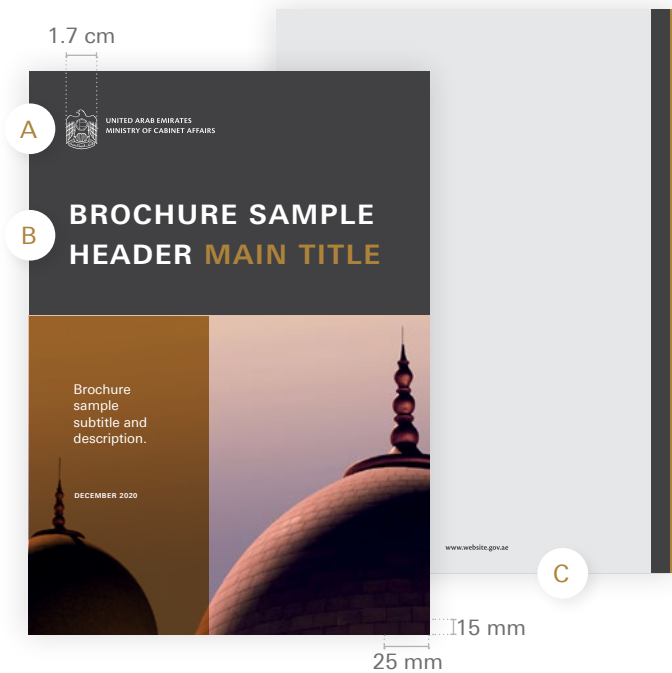 1.7 cm
A
UNITED ARAB EMIRATES
MINISTRY OF CABINET AFFAIRS
B
BROCHURE SAMPLE
HEADER MAIN TITLE
Brochure
sample
subtitle and
description.
DECEMBER 2020
www.website.gov.ae
C
15 mm
25 mm